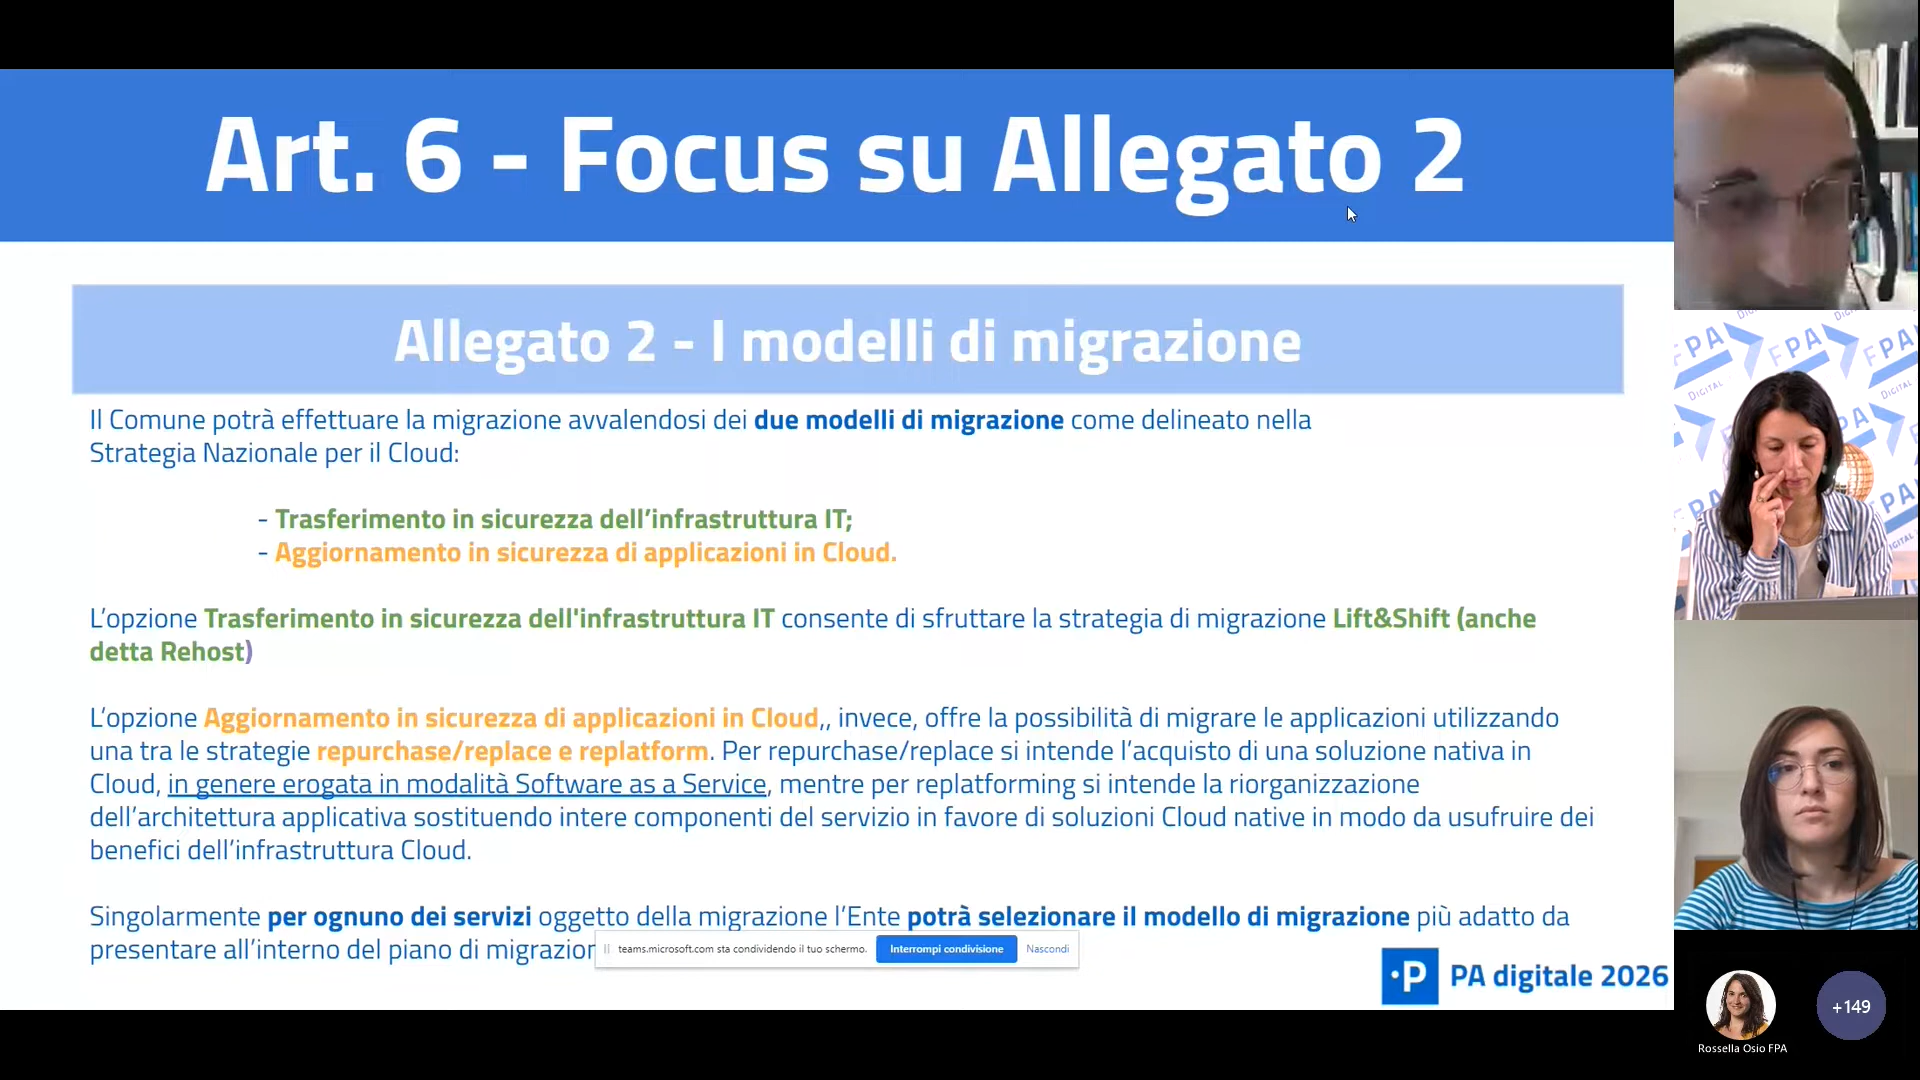 Art. 6 - Focus su Allegato 2
Allegato 2 - I modelli di migrazione
Il Comune potrà effettuare la migrazione avvalendosi dei due modelli di migrazione come delineato nella
Strategia Nazionale per il Cloud:
- Trasferimento in sicurezza dell’infrastruttura IT;
- Aggiornamento in sicurezza di applicazioni in Cloud.
L’opzione Trasferimento in sicurezza dell'infrastruttura IT consente di sfruttare la strategia di migrazione Lift&Shift (anche
detta Rehost)
L’opzione Aggiornamento in sicurezza di applicazioni in Cloud,, invece, offre la possibilità di migrare le applicazioni utilizzando
una tra le strategie repurchase/replace e replatform. Per repurchase/replace si intende l’acquisto di una soluzione nativa in
Cloud, in genere erogata in modalità Software as a Service, mentre per replatforming si intende la riorganizzazione
dell’architettura applicativa sostituendo intere componenti del servizio in favore di soluzioni Cloud native in modo da usufruire dei
benefici dell’infrastruttura Cloud.
Singolarmente per ognuno dei servizi oggetto della migrazione l’Ente potrà selezionare il modello di migrazione più adatto da
presentare all’interno del piano di migrazion
teams.microsoft.com sta condividendo il tuo schermo.
Interrompi condivisione
Nascondi
·P PA digitale 2026
FPA
FPA
FPA
DIGITAL
FPA
FPA
Rossella Osio FPA
+149